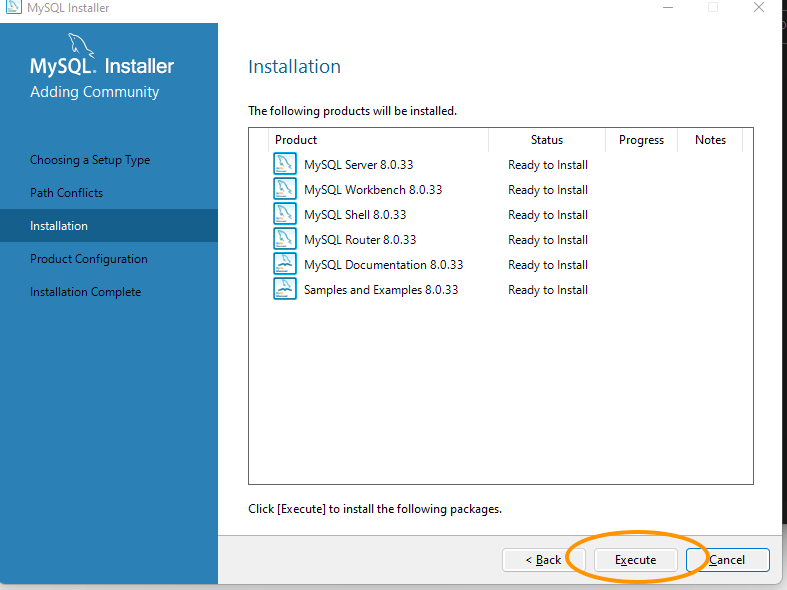 MySQL Installer
MySQL. Installer
Adding Community
Choosing a Setup Type
Path Conflicts
Installation
Product Configuration
Installation Complete
Installation
The following products will be installed.
Product Status Progress Notes
MySQL Server 8.0.33 Ready to Install
MySQL Workbench 8.0.33 Ready to Install
MySQL Shell 8.0.33 Ready to Install
MySQL Router 8.0.33 Ready to Install
MySQL Documentation 8.0.33 Ready to Install
Samples and Examples 8.0.33 Ready to Install
Click [Execute] to install the following packages.
< Back Execute Cancel